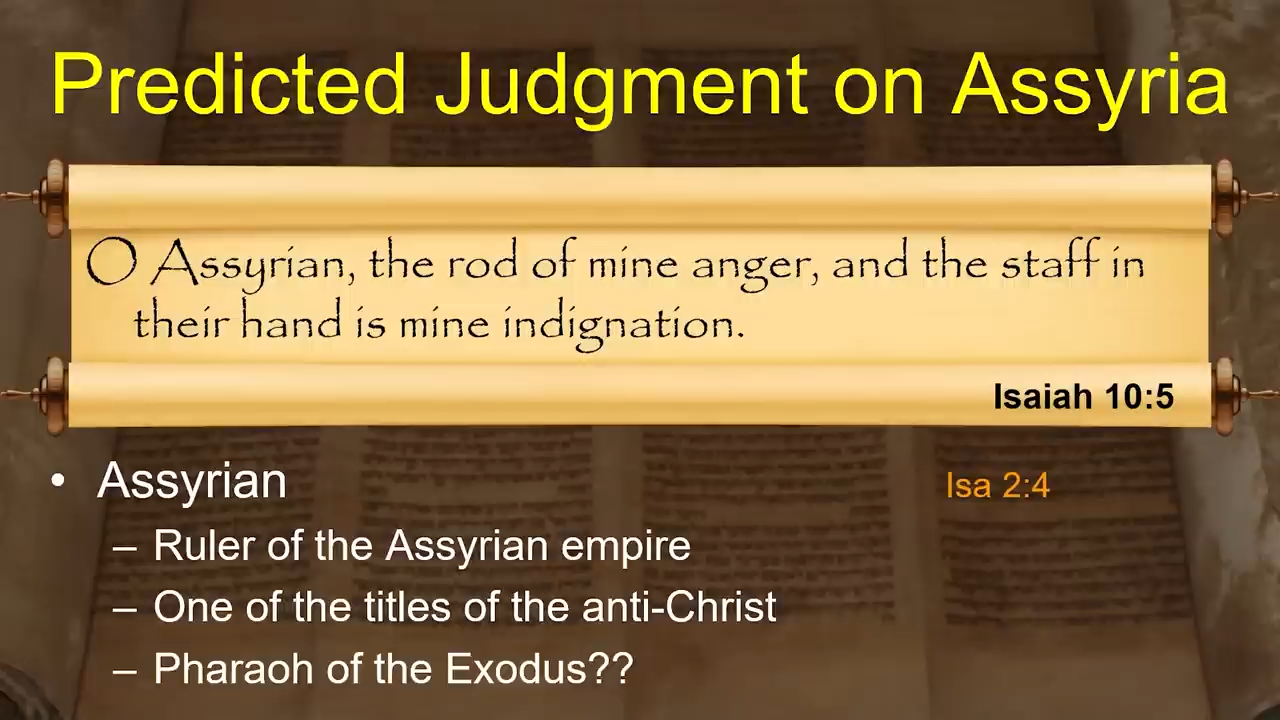 Predicted Judgment on Assyria
O Assyrian, the rod of mine anger, and the staff in
their hand is mine indignation.
Isaiah 10:5
• Assyrian
Isa 2:4
– Ruler of the Assyrian empire
– One of the titles of the anti-Christ
– Pharaoh of the Exodus??